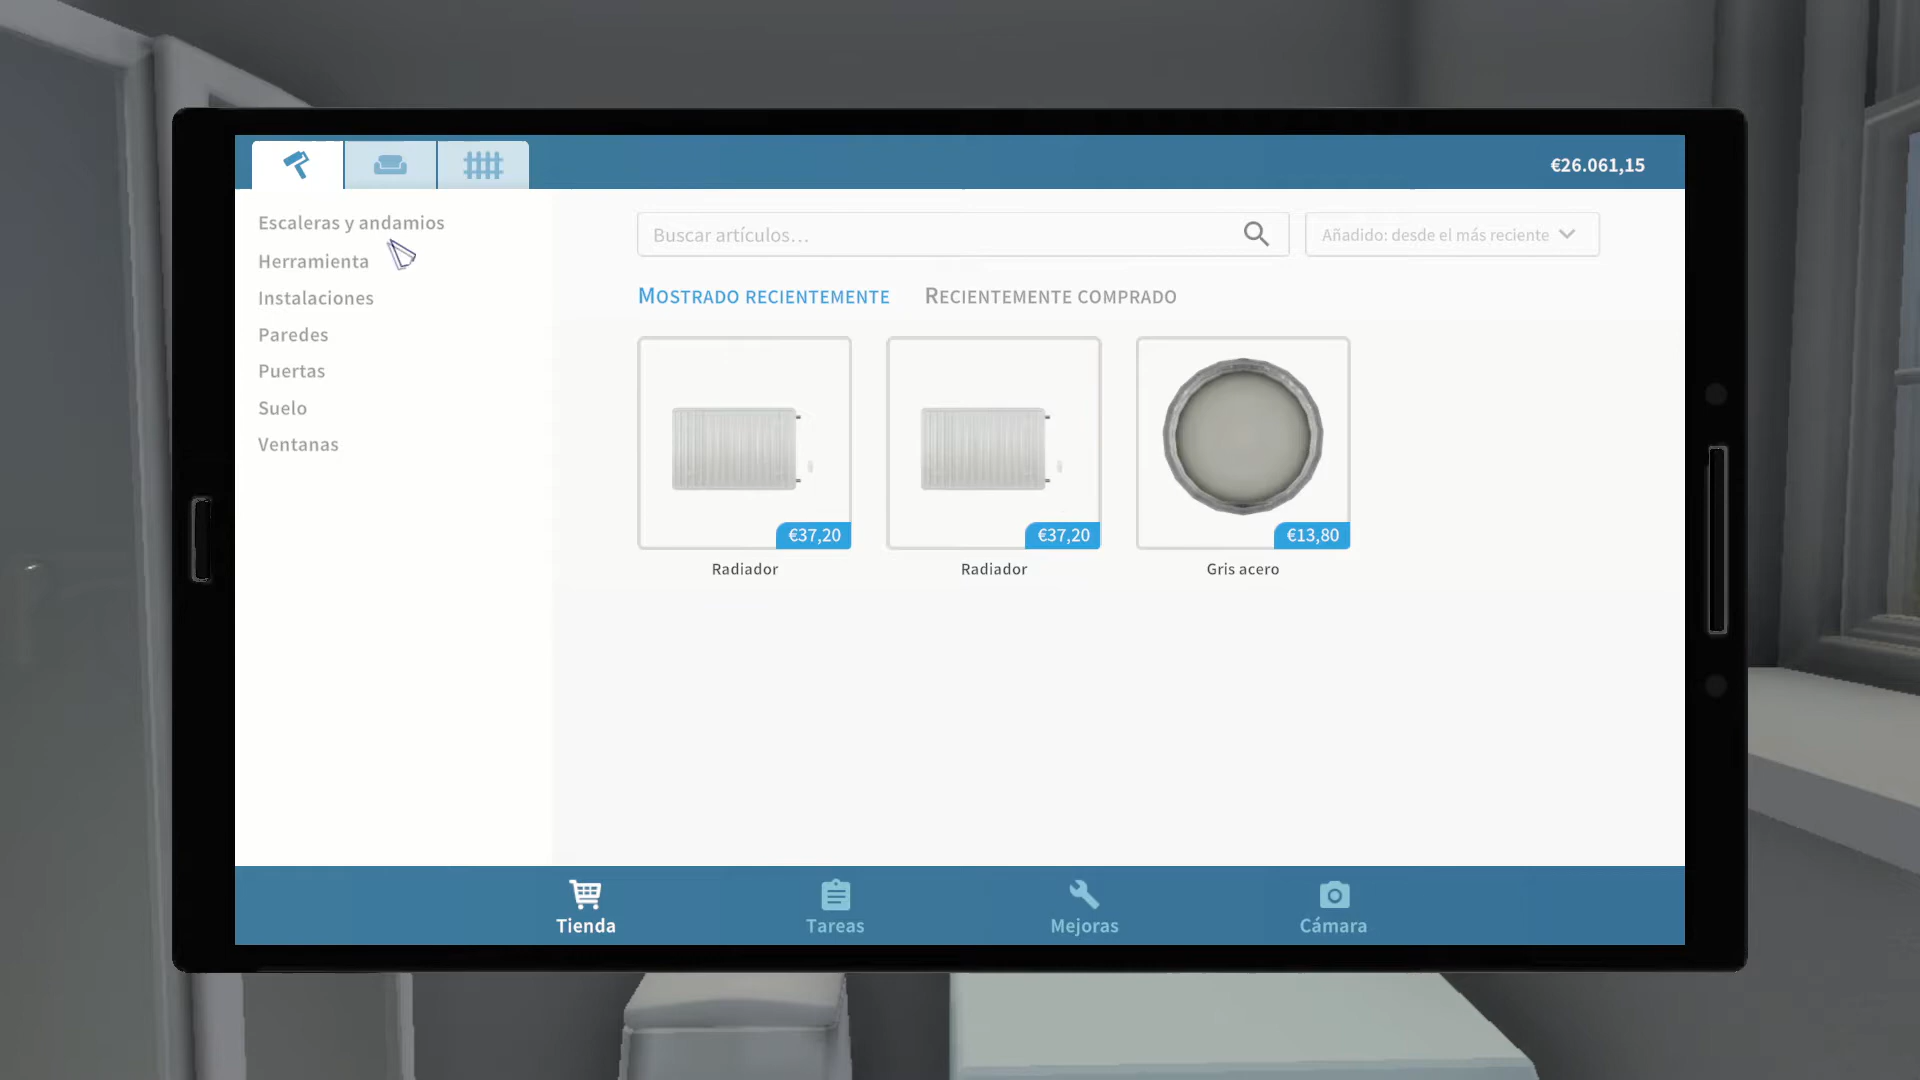 €26.061,15
Escaleras y andamios
Herramienta
Instalaciones
Paredes
Puertas
Suelo
Ventanas
Buscar artículos...
Añadido: desde el más reciente
MOSTRADO RECIENTEMENTE
RECIENTEMENTE COMPRADO
€37,20
€37,20
€13,80
Radiador
Radiador
Gris acero
Tienda
Tareas
Mejoras
Cámara